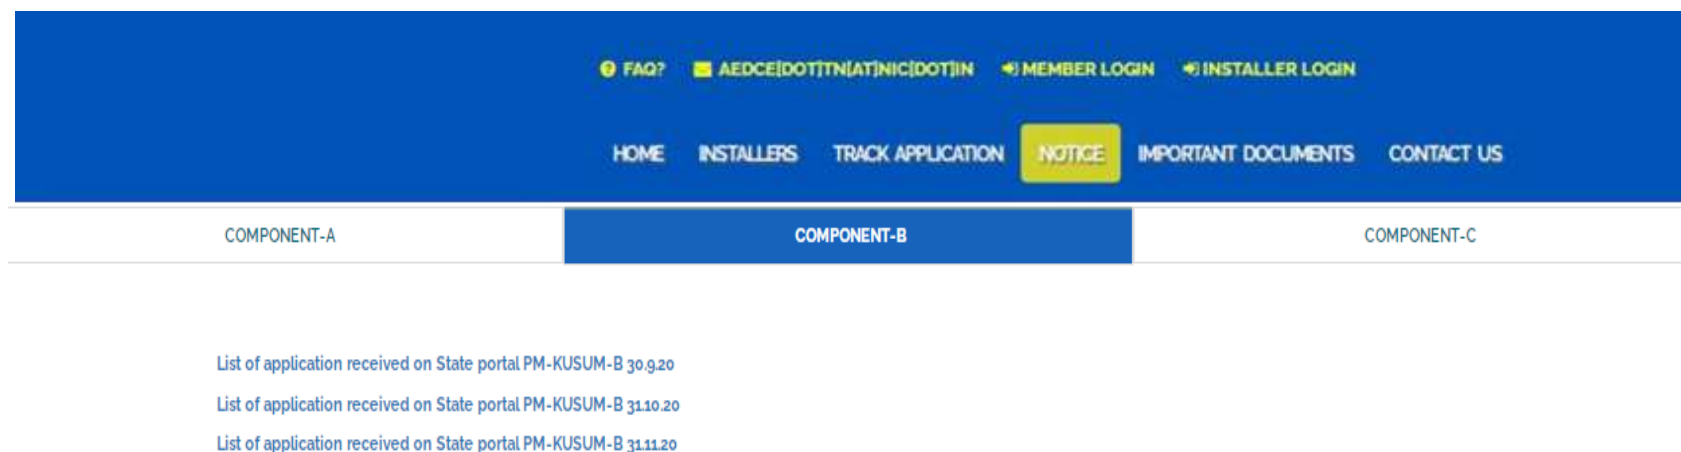 FAQ? AEDCE[DOT]TN[AT]NIC[DOT]IN MEMBER LOGIN INSTALLER LOGIN
HOME INSTALLERS TRACK APPLICATION NOTICE IMPORTANT DOCUMENTS CONTACT US
COMPONENT-A COMPONENT-B COMPONENT-C
List of application received on State portal PM-KUSUM-B 30.9.20
List of application received on State portal PM-KUSUM-B 31.10.20
List of application received on State portal PM-KUSUM-B 31.11.20